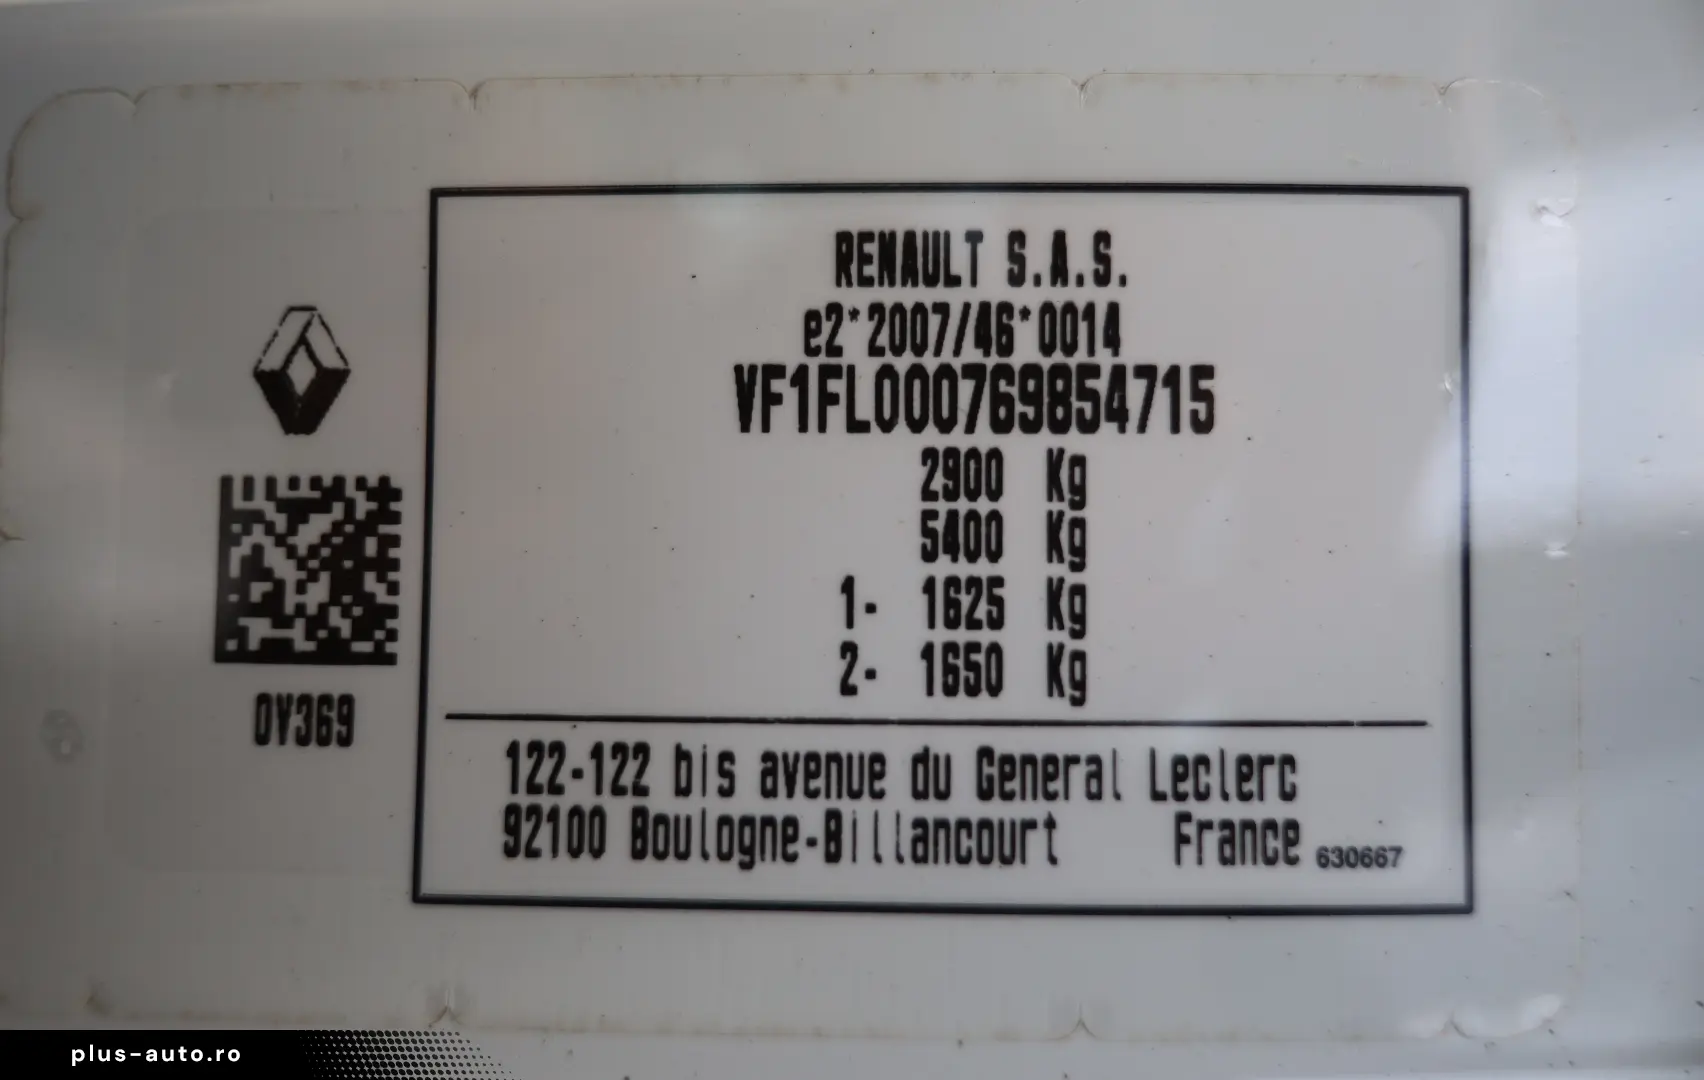 RENAULT S.A.S.
e2*2007/46*0014
VF1FL000769854715
2900 Kg
5400 Kg
1- 1625 Kg
2- 1650 Kg
0V369
122-122 bis avenue du General Leclerc
92100 Boulogne-Billancourt France 630667
plus-auto.ro